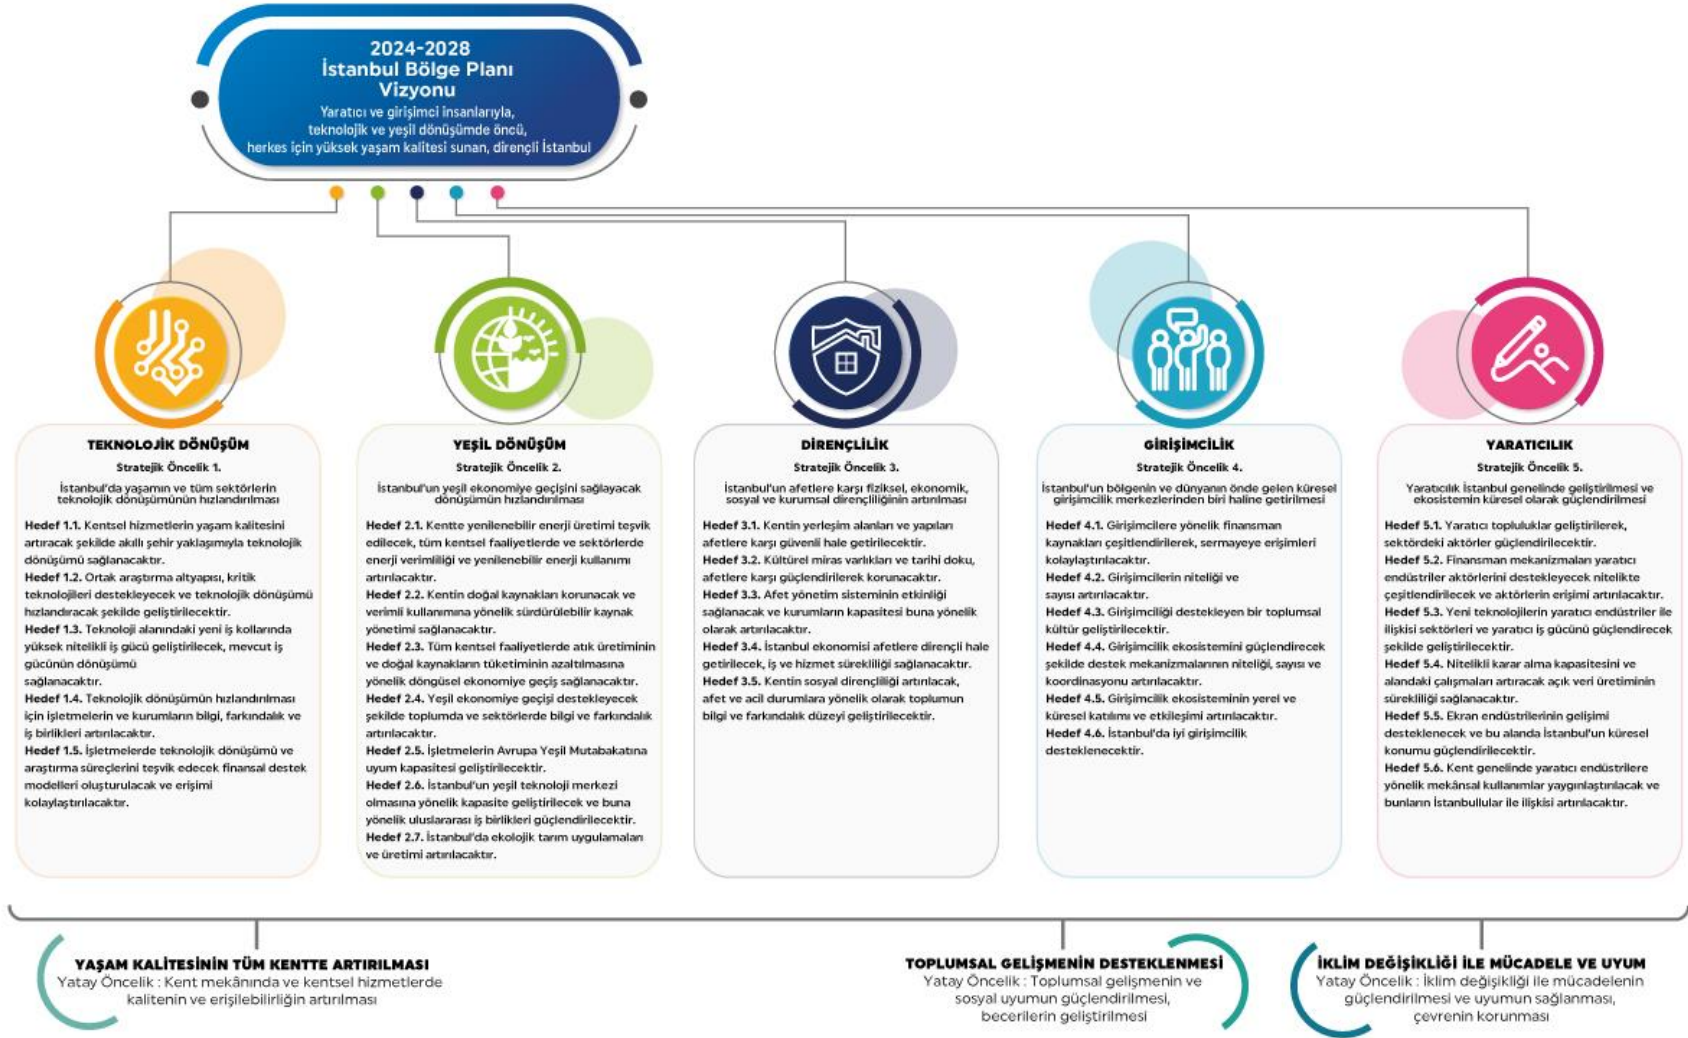 2024-2028
İstanbul Bölge Planı
Vizyonu
Yaratıcı ve girişimci insanlarıyla,
teknolojik ve yeşil dönüşümde öncü,
herkes için yüksek yaşam kalitesi sunan, dirençli İstanbul
TEKNOLOJİK DÖNÜŞÜM
Stratejik Öncelik 1.
İstanbul'da yaşamın ve tüm sektörlerin
teknolojik dönüşümünün hızlandırılması
Hedef 1.1. Kentsel hizmetlerin yaşam kalitesini
artıracak şekilde akıllı şehir yaklaşımıyla teknolojik
dönüşümü sağlanacaktır.
Hedef 1.2. Ortak araştırma altyapısı, kritik
teknolojileri destekleyecek ve teknolojik dönüşümü
hızlandıracak şekilde geliştirilecektir.
Hedef 1.3. Teknoloji alanındaki yeni iş kollarında
yüksek nitelikli iş gücü geliştirilecek, mevcut iş
gücünün dönüşümü
sağlanacaktır.
Hedef 1.4. Teknolojik dönüşümün hızlandırılması
için işletmelerin ve kurumların bilgi, farkındalık ve
iş birlikleri artırılacaktır.
Hedef 1.5. İşletmelerde teknolojik dönüşümü ve
araştırma süreçlerini teşvik edecek finansal destek
modelleri oluşturulacak ve erişimi
kolaylaştırılacaktır.
YEŞİL DÖNÜŞÜM
Stratejik Öncelik 2.
İstanbul'un yeşil ekonomiye geçişini sağlayacak
dönüşümün hızlandırılması
Hedef 2.1. Kentte yenilenebilir enerji üretimi teşvik
edilecek, tüm kentsel faaliyetlerde ve sektörlerde
enerji verimliliği ve yenilenebilir enerji kullanımı
artırılacaktır.
Hedef 2.2. Kentin doğal kaynakları korunacak ve
verimli kullanımına yönelik sürdürülebilir kaynak
yönetimi sağlanacaktır.
Hedef 2.3. Tüm kentsel faaliyetlerde atık üretiminin
ve doğal kaynakların tüketiminin azaltılmasına
yönelik döngüsel ekonomiye geçiş sağlanacaktır.
Hedef 2.4. Yeşil ekonomiye geçişi destekleyecek
şekilde toplumda ve sektörlerde bilgi ve farkındalık
artırılacaktır.
Hedef 2.5. İşletmelerin Avrupa Yeşil Mutabakatına
uyum kapasitesi geliştirilecektir.
Hedef 2.6. İstanbul'un yeşil teknoloji merkezi
olmasına yönelik kapasite geliştirilecek ve buna
yönelik uluslararası iş birlikleri güçlendirilecektir.
Hedef 2.7. İstanbul'da ekolojik tarım uygulamaları
ve üretimi artırılacaktır.
DİRENÇLİLİK
Stratejik Öncelik 3.
İstanbul'un afetlere karşı fiziksel, ekonomik,
sosyal ve kurumsal dirençliliğinin artırılması
Hedef 3.1. Kentin yerleşim alanları ve yapıları
afetlere karşı güvenli hale getirilecektir.
Hedef 3.2. Kültürel miras varlıkları ve tarihi doku,
afetlere karşı güçlendirilerek korunacaktır.
Hedef 3.3. Afet yönetim sisteminin etkinliği
sağlanacak ve kurumların kapasitesi buna yönelik
olarak artırılacaktır.
Hedef 3.4. İstanbul ekonomisi afetlere dirençli hale
getirilecek, iş ve hizmet sürekliliği sağlanacaktır.
Hedef 3.5. Kentin sosyal dirençliliği artırılacak,
afet ve acil durumlara yönelik olarak toplumun
bilgi ve farkındalık düzeyi geliştirilecektir.
GİRİŞİMCİLİK
Stratejik Öncelik 4.
İstanbul'un bölgenin ve dünyanın önde gelen küresel
girişimcilik merkezlerinden biri haline getirilmesi
Hedef 4.1. Girişimcilere yönelik finansman
kaynakları çeşitlendirilerek, sermayeye erişimleri
kolaylaştırılacaktır.
Hedef 4.2. Girişimcilerin niteliği ve
sayısı artırılacaktır.
Hedef 4.3. Girişimciliği destekleyen bir toplumsal
kültür geliştirilecektir.
Hedef 4.4. Girişimcilik ekosistemini güçlendirecek
şekilde destek mekanizmalarının niteliği, sayısı ve
koordinasyonu artırılacaktır.
Hedef 4.5. Girişimcilik ekosisteminin yerel ve
küresel katılımı ve etkileşimi artırılacaktır.
Hedef 4.6. İstanbul'da iyi girişimcilik
desteklenecektir.
YARATICILIK
Stratejik Öncelik 5.
Yaratıcılık İstanbul genelinde geliştirilmesi ve
ekosistemin küresel olarak güçlendirilmesi
Hedef 5.1. Yaratıcı topluluklar geliştirilerek,
sektördeki aktörler güçlendirilecektir.
Hedef 5.2. Finansman mekanizmaları yaratıcı
endüstriler aktörlerini destekleyecek nitelikte
çeşitlendirilecek ve aktörlerin erişimi artırılacaktır.
Hedef 5.3. Yeni teknolojilerin yaratıcı endüstriler ile
ilişkisi sektörleri ve yaratıcı iş gücünü güçlendirecek
şekilde geliştirilecektir.
Hedef 5.4. Nitelikli karar alma kapasitesini ve
alandaki çalışmaları artıracak açık veri üretiminin
sürekliliği sağlanacaktır.
Hedef 5.5. Ekran endüstrilerinin gelişimi
desteklenecek ve bu alanda İstanbul'un küresel
konumu güçlendirilecektir.
Hedef 5.6. Kent genelinde yaratıcı endüstrilere
yönelik mekânsal kullanımlar yaygınlaştırılacak ve
bunların İstanbullular ile ilişkisi artırılacaktır.
YAŞAM KALİTESİNİN TÜM KENTTE ARTIRILMASI
Yatay Öncelik : Kent mekânında ve kentsel hizmetlerde
kalitenin ve erişilebilirliğin artırılması
TOPLUMSAL GELİŞMENİN DESTEKLENMESİ
Yatay Öncelik : Toplumsal gelişmenin ve
sosyal uyumun güçlendirilmesi,
becerilerin geliştirilmesi
İKLİM DEĞİŞİKLİĞİ İLE MÜCADELE VE UYUM
Yatay Öncelik : İklim değişikliği ile mücadelenin
güçlendirilmesi ve uyumun sağlanması,
çevrenin korunması